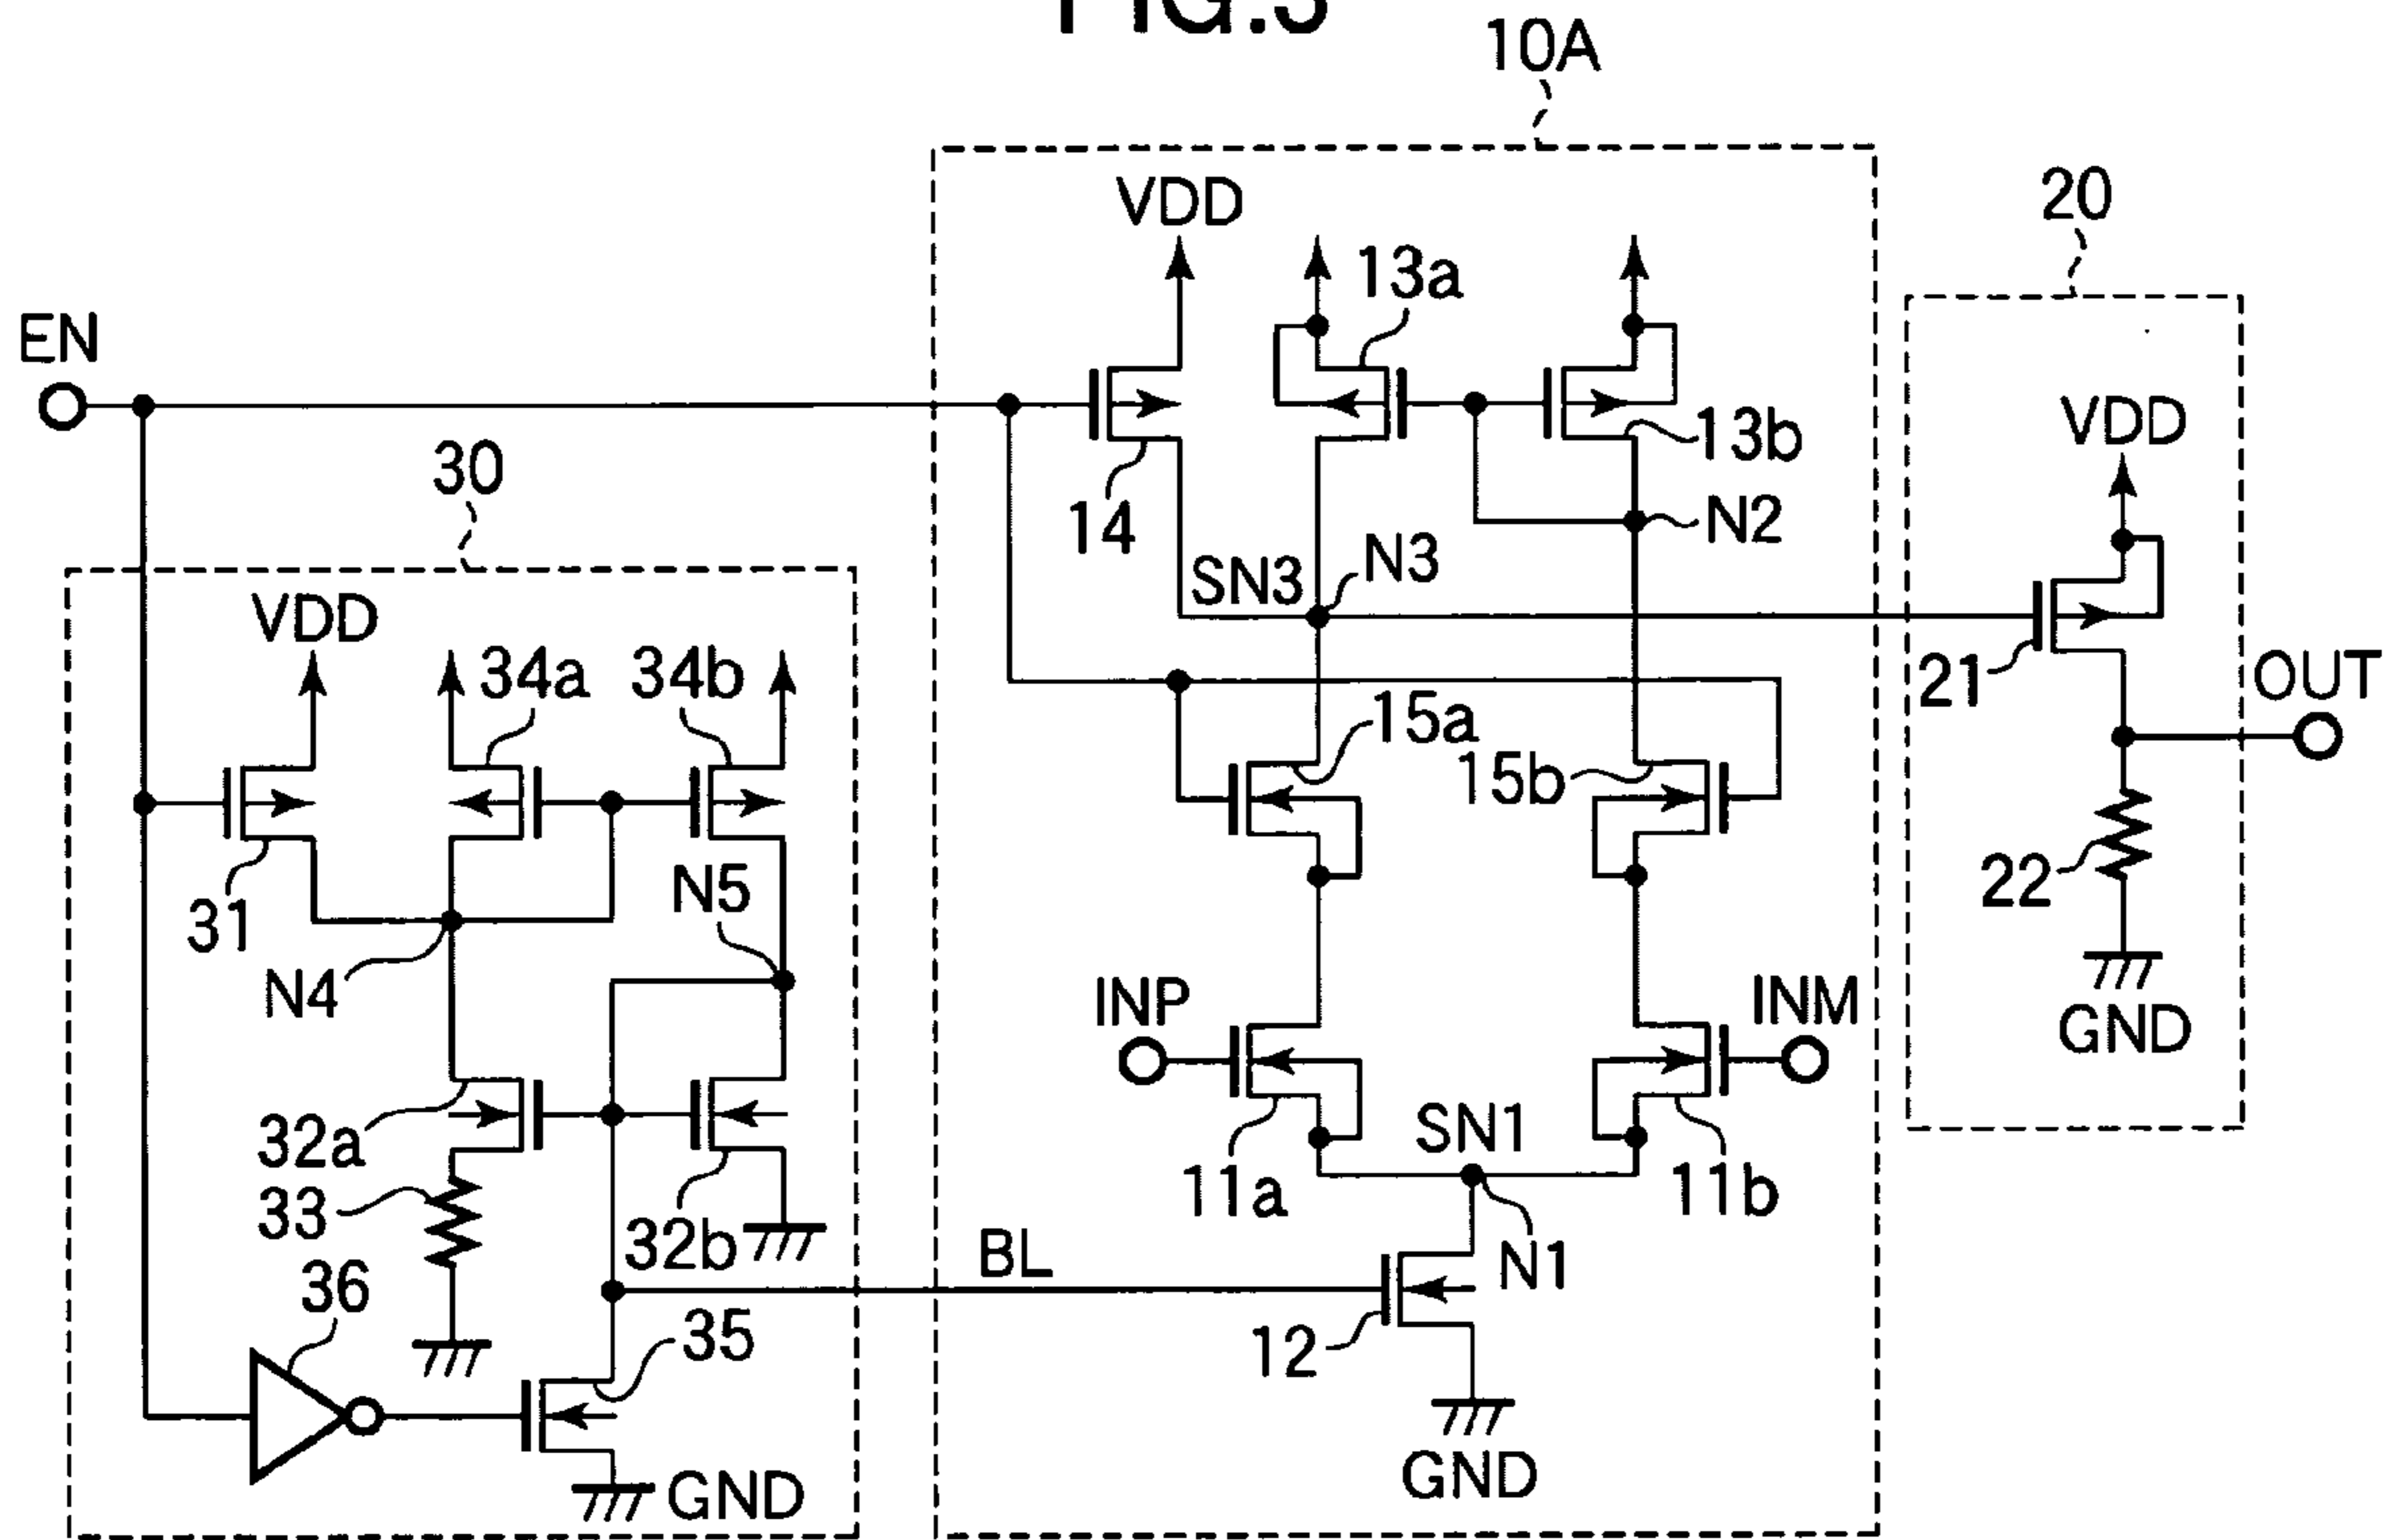 FIG.3
10A
VDD
13a
20
EN
VDD
30
13b
14
N2
SN3
N3
VDD
34a
34b
21
OUT
15a
15b
31
N5
22
N4
INP
INM
GND
32a
SN1
33
11a
11b
32b
BL
N1
36
35
12
GND
GND